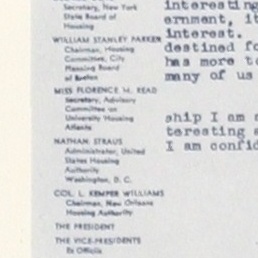 Secretary, New York
State Board of
Housing
WILLIAM STANLEY PARKER
Chairman, Housing
Committee, City
Planning Board
of Boston
MISS FLORENCE M. READ
Secretary, Advisory
Committee on
University Housing
Atlanta
NATHAN STRAUS
Administrator, United
States Housing
Authority
Washington, D. C.
COL. L. KEMPER WILLIAMS
Chairman, New Orleans
Housing Authority
THE PRESIDENT
THE VICE-PRESIDENTS
Ex Officiis
interesting
ernment, it
interest.
destined fo
has more to
many of us
ship I am s
teresting a
I am confid